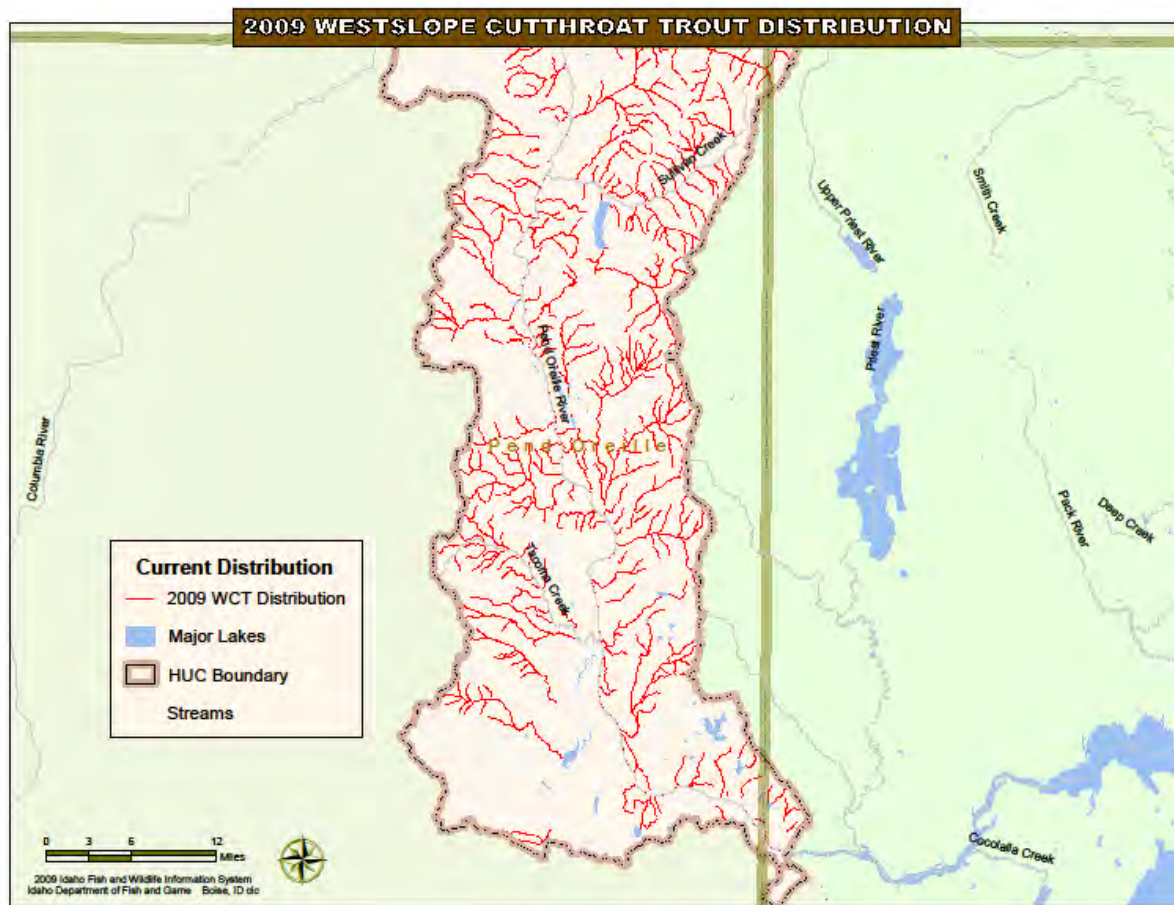 2009 WESTSLOPE CUTTHROAT TROUT DISTRIBUTION
Sullivan Creek
Smith Creek
Upper Priest River
Priest River
Pend Oreille River
Columbia River
Pend Oreille
Pack River
Deep Creek
Tacoma Creek
Current Distribution
2009 WCT Distribution
Major Lakes
HUC Boundary
Streams
Cocolalla Creek
0 3 6 12
Miles
2009 Idaho Fish and Wildlife Information System
Idaho Department of Fish and Game Boise, ID clc